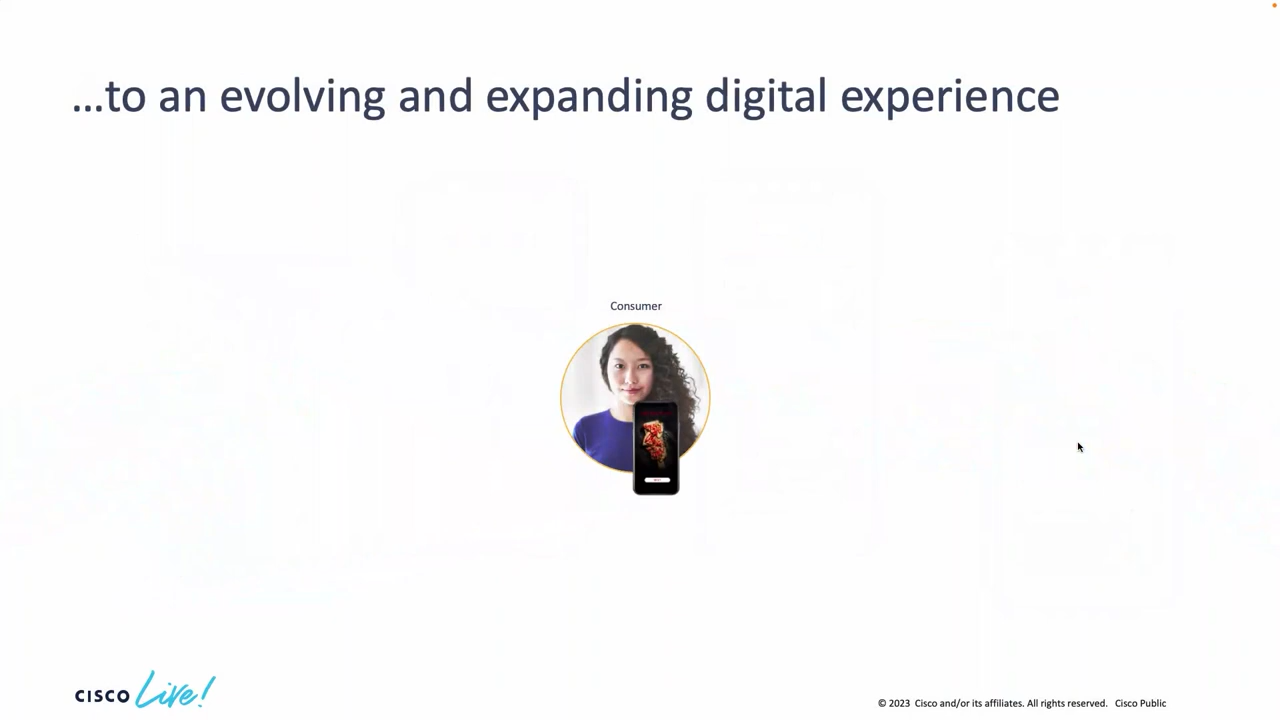 ...to an evolving and expanding digital experience
Consumer
CISCO Live!
© 2023 Cisco and/or its affiliates. All rights reserved. Cisco Public